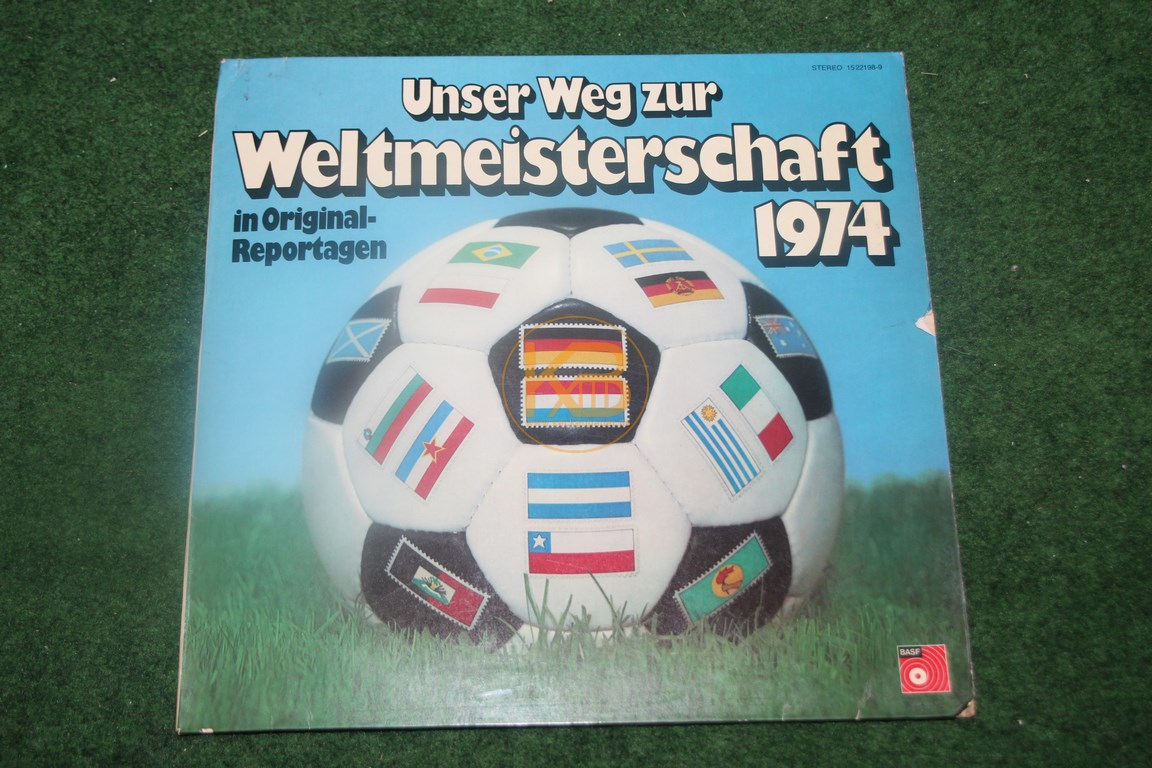 STEREO 1522198-9
Unser Weg zur
Weltmeisterschaft
1974
in Original-
Reportagen
BASF